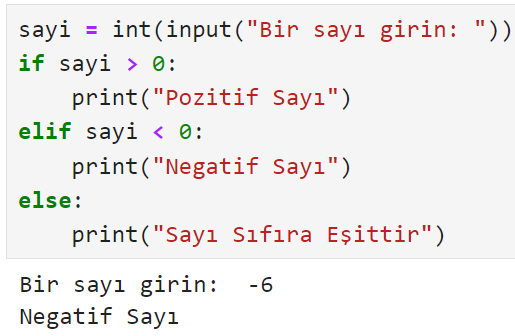 sayi = int(input("Bir sayı girin: "))
if sayi > 0:
    print("Pozitif Sayı")
elif sayi < 0:
    print("Negatif Sayı")
else:
    print("Sayı Sıfıra Eşittir")
Bir sayı girin:  -6
Negatif Sayı